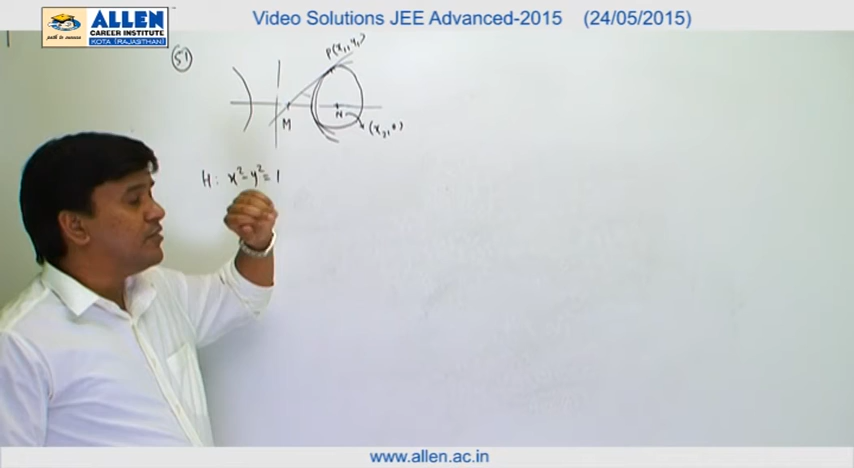 Video Solutions JEE Advanced-2015 (24/05/2015)
ALLEN
CAREER INSTITUTE
path to success
KOTA (RAJASTHAN)
51
P(x₁, y₁)
M
N
(x₂, 0)
H: x² - y² = 1
www.allen.ac.in